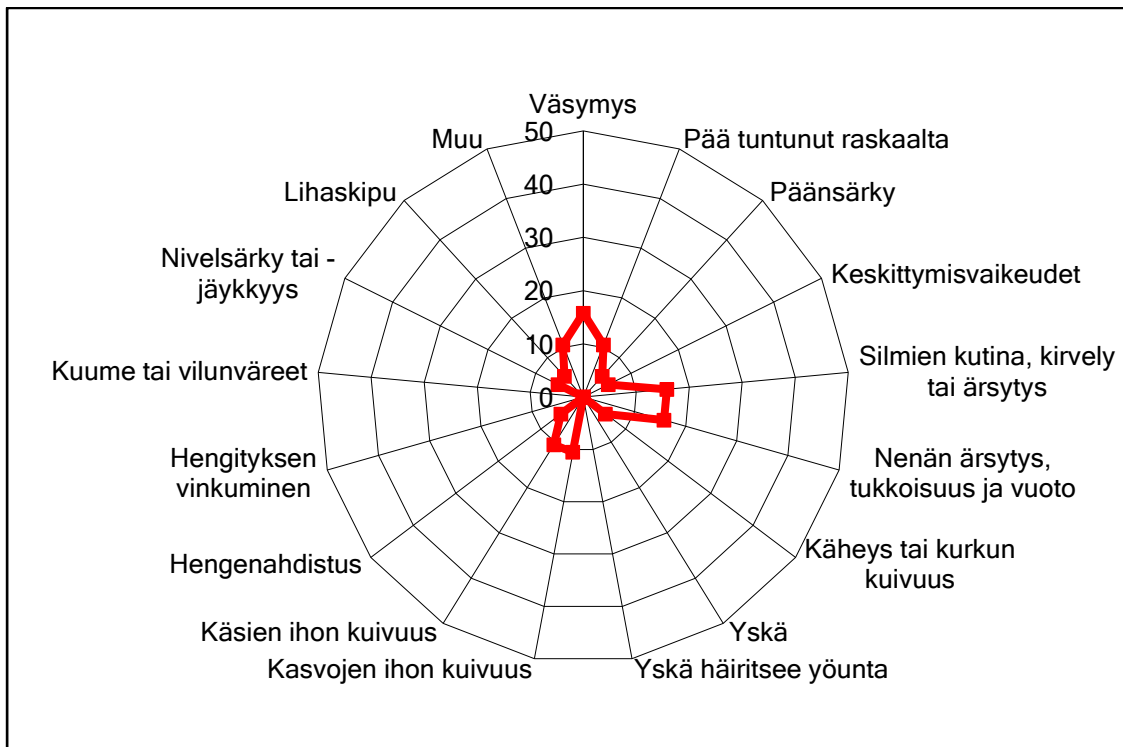 Väsymys
Pää tuntunut raskaalta
Päänsärky
Keskittymisvaikeudet
Silmien kutina, kirvely
tai ärsytys
Nenän ärsytys,
tukkoisuus ja vuoto
Käheys tai kurkun
kuivuus
Yskä
Yskä häiritsee yöunta
Kasvojen ihon kuivuus
Käsien ihon kuivuus
Hengenahdistus
Hengityksen
vinkuminen
Kuume tai vilunväreet
Nivelsärky tai -
jäykkyys
Lihaskipu
Muu
50
40
30
20
10
0